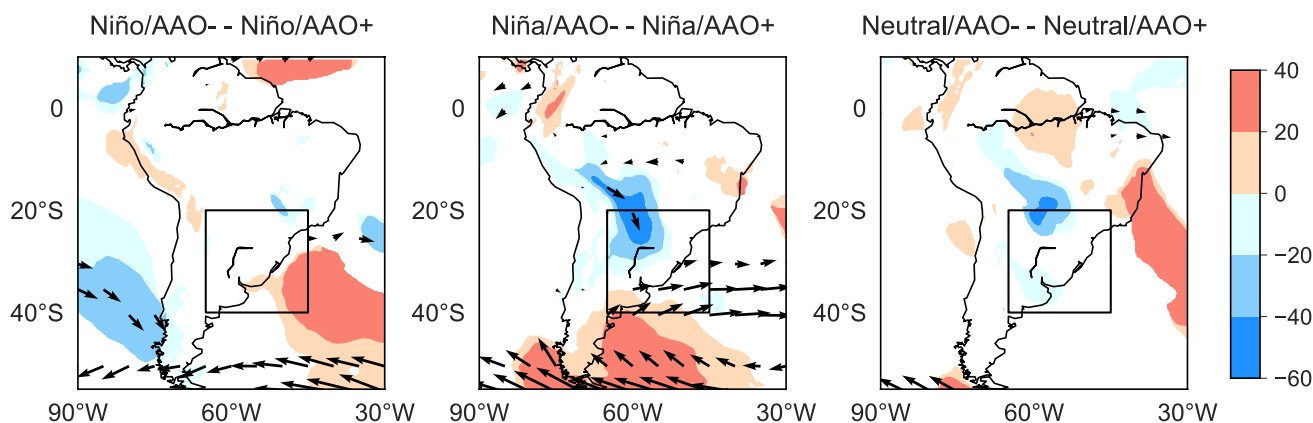 Niño/AAO- - Niño/AAO+
Niña/AAO- - Niña/AAO+
Neutral/AAO- - Neutral/AAO+
0
20°S
40°S
90°W
60°W
30°W
0
20°S
40°S
90°W
60°W
30°W
0
20°S
40°S
90°W
60°W
30°W
40
20
0
−20
−40
−60